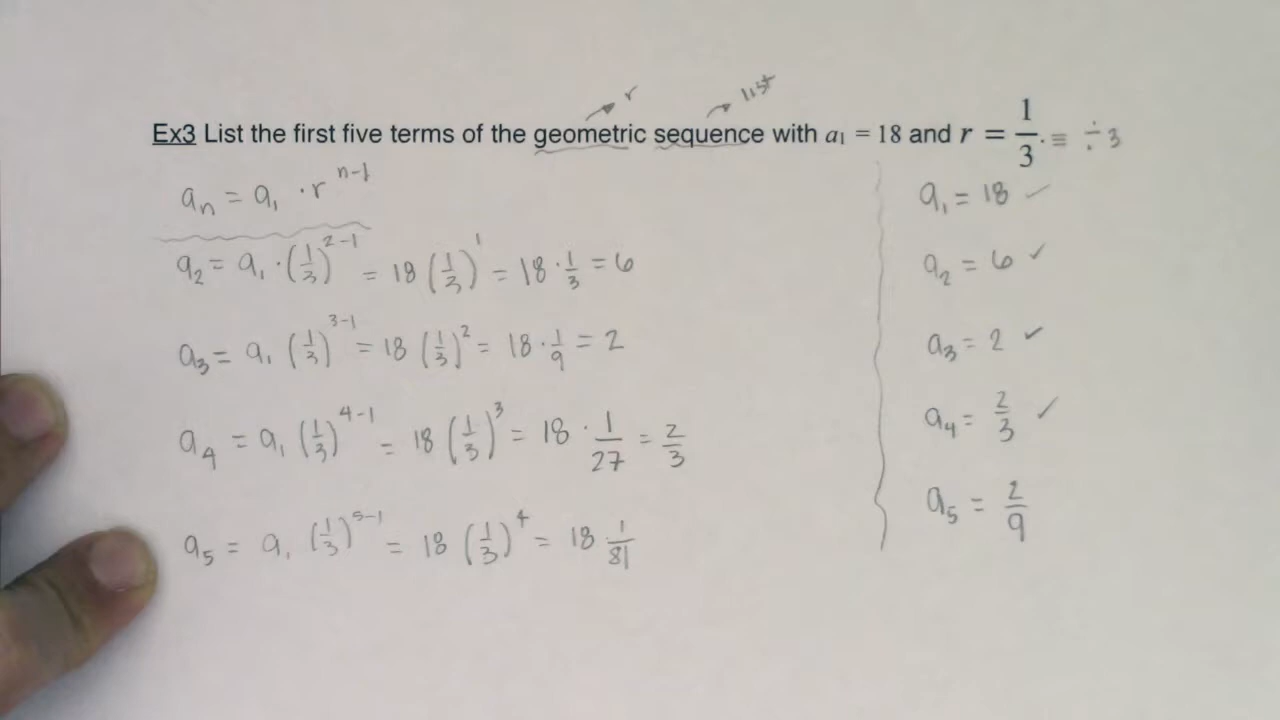 r list
Ex3 List the first five terms of the geometric sequence with a₁ = 18 and r = 1/3. ≡ ÷3
aₙ = a₁ · r^(n-1)
a₂ = a₁ · (1/3)^(2-1) = 18 (1/3)^1 = 18 · 1/3 = 6
a₃ = a₁ (1/3)^(3-1) = 18 (1/3)^2 = 18 · 1/9 = 2
a₄ = a₁ (1/3)^(4-1) = 18 (1/3)^3 = 18 · 1/27 = 2/3
a₅ = a₁ (1/3)^(5-1) = 18 (1/3)^4 = 18 · 1/81
a₁ = 18 ✓
a₂ = 6 ✓
a₃ = 2 ✓
a₄ = 2/3 ✓
a₅ = 2/9